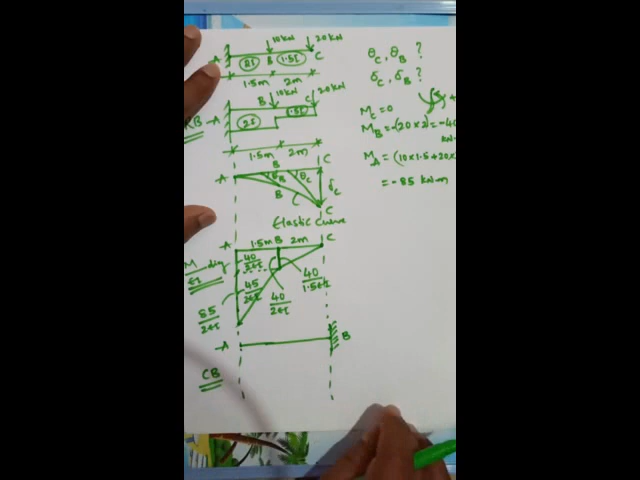 10kN 20kN
A 2I B 1.5I C
1.5m 2m
θC, θB ?
δC, δB ?
B 10kN C 20kN
RB A 2I 1.5I
1.5m 2m
MC = 0
MB = -(20×2) = -40
kN-
MA = (10×1.5+20×
= -85 kN-m
B C
A θB θC
B δC
C
Elastic curve
A 1.5m B 2m C
M
EI
40
2EI
45
2EI
40
2EI
40
1.5EI
85
2EI
A B
CB